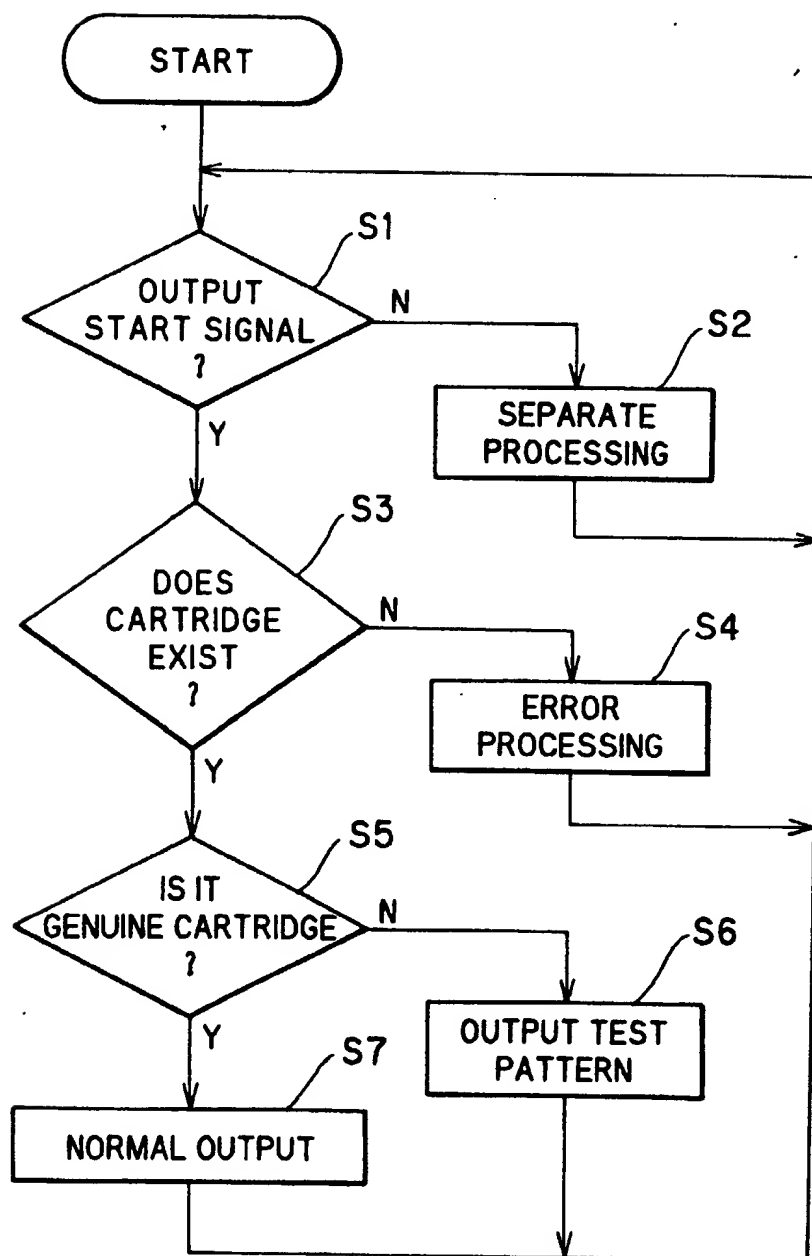 START
S1
OUTPUT
START SIGNAL
?
N
S2
SEPARATE
PROCESSING
Y
S3
DOES
CARTRIDGE
EXIST
?
N
S4
ERROR
PROCESSING
Y
S5
IS IT
GENUINE CARTRIDGE
?
N
S6
OUTPUT TEST
PATTERN
Y
S7
NORMAL OUTPUT